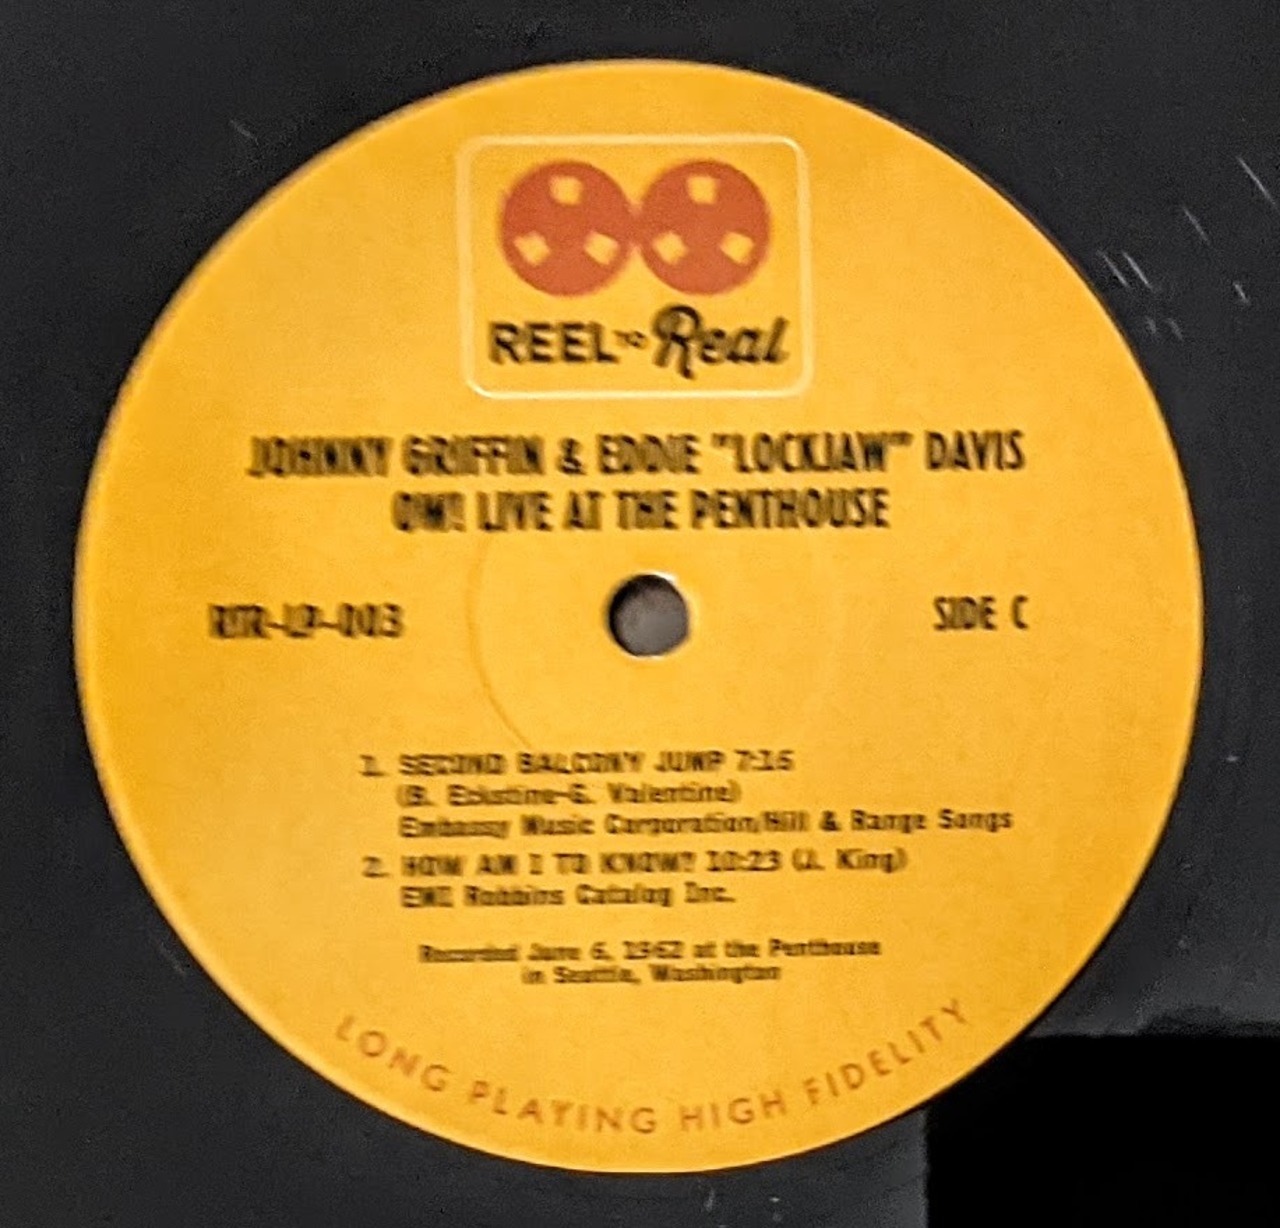 REEL TO Real
JOHNNY GRIFFIN & EDDIE "LOCKJAW" DAVIS
OW! LIVE AT THE PENTHOUSE
RTR-LP-003
SIDE C
1. SECOND BALCONY JUMP 7:16
(B. Eckstine-G. Valentine)
Embassy Music Corporation/Hill & Range Songs
2. HOW AM I TO KNOW? 10:23 (J. King)
EMI Robbins Catalog Inc.
Recorded June 6, 1962 at the Penthouse
in Seattle, Washington
LONG PLAYING HIGH FIDELITY